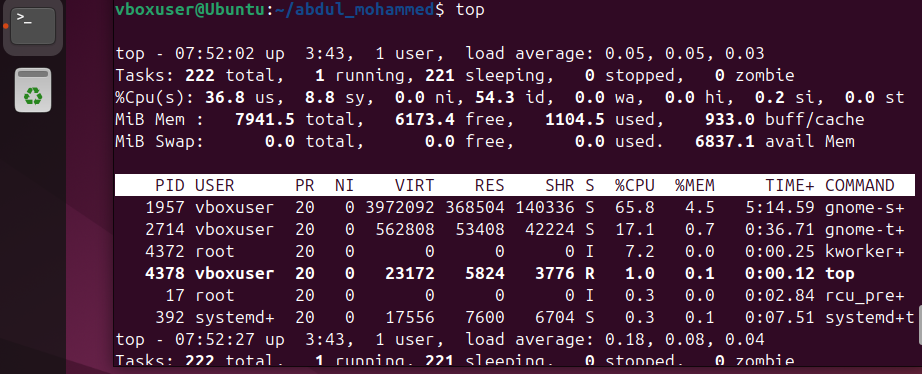 >_
vboxuser@Ubuntu:~/abdul_mohammed$ top
top - 07:52:02 up  3:43,  1 user,  load average: 0.05, 0.05, 0.03
Tasks: 222 total,   1 running, 221 sleeping,   0 stopped,   0 zombie
%Cpu(s): 36.8 us,  8.8 sy,  0.0 ni, 54.3 id,  0.0 wa,  0.0 hi,  0.2 si,  0.0 st
MiB Mem :   7941.5 total,   6173.4 free,   1104.5 used,    933.0 buff/cache
MiB Swap:      0.0 total,      0.0 free,      0.0 used.   6837.1 avail Mem
PID USER      PR  NI    VIRT    RES    SHR S  %CPU  %MEM     TIME+ COMMAND
1957 vboxuser  20   0 3972092 368504 140336 S  65.8   4.5   5:14.59 gnome-s+
2714 vboxuser  20   0  562808  53408  42224 S  17.1   0.7   0:36.71 gnome-t+
4372 root      20   0       0      0      0 I   7.2   0.0   0:00.25 kworker+
4378 vboxuser  20   0   23172   5824   3776 R   1.0   0.1   0:00.12 top
17 root      20   0       0      0      0 I   0.3   0.0   0:02.84 rcu_pre+
392 systemd+  20   0   17556   7600   6704 S   0.3   0.1   0:07.51 systemd+t
top - 07:52:27 up  3:43,  1 user,  load average: 0.18, 0.08, 0.04
Tasks: 222 total,   1 running, 221 sleeping,   0 stopped,   0 zombie